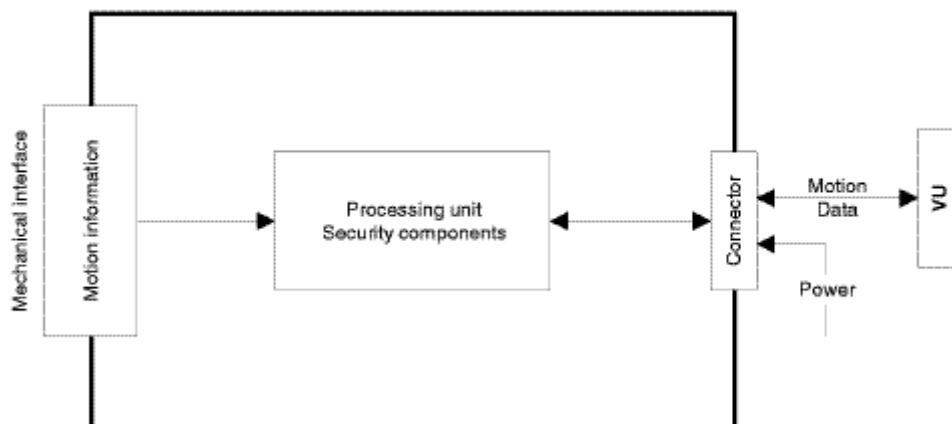 Mechanical interface
Motion information
Processing unit
Security components
Connector
Motion
Data
Power
VU